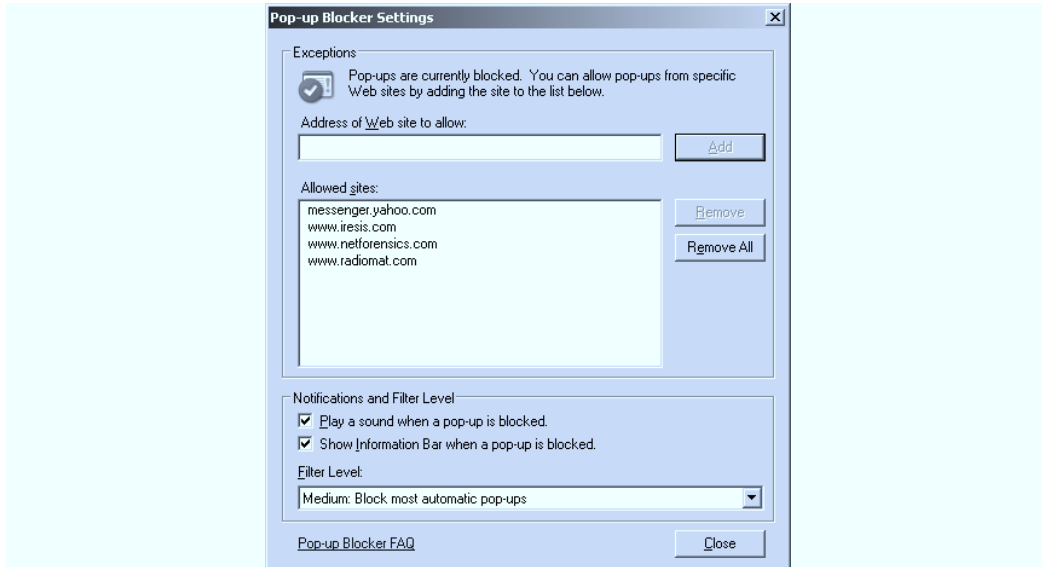 Pop-up Blocker Settings
Exceptions
Pop-ups are currently blocked. You can allow pop-ups from specific
Web sites by adding the site to the list below.
Address of Web site to allow:
Add
Allowed sites:
messenger.yahoo.com
www.iresis.com
www.netforensics.com
www.radiomat.com
Remove
Remove All
Notifications and Filter Level
Play a sound when a pop-up is blocked.
Show Information Bar when a pop-up is blocked.
Filter Level:
Medium: Block most automatic pop-ups
Pop-up Blocker FAQ
Close